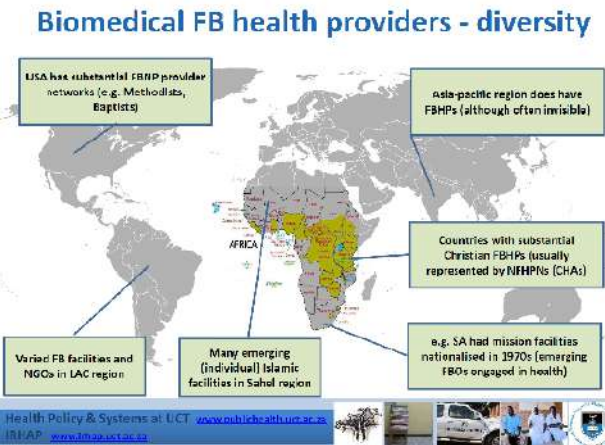 Biomedical FB health providers - diversity
USA has substantial FBNP provider
networks (e.g. Methodists,
Baptists)
Asia-pacific region does have
FBHPs (although often invisible)
AFRICA
Countries with substantial
Christian FBHPs (usually
represented by NFHPNs (CHAs)
Varied FB facilities and
NGOs in LAC region
Many emerging
(individual) Islamic
facilities in Sahel region
e.g. SA had mission facilities
nationalised in 1970s (emerging
FBOs engaged in health)
Health Policy & Systems at UCT www.publichealth.uct.ac.za
IRHAP www.irhap.uct.ac.za